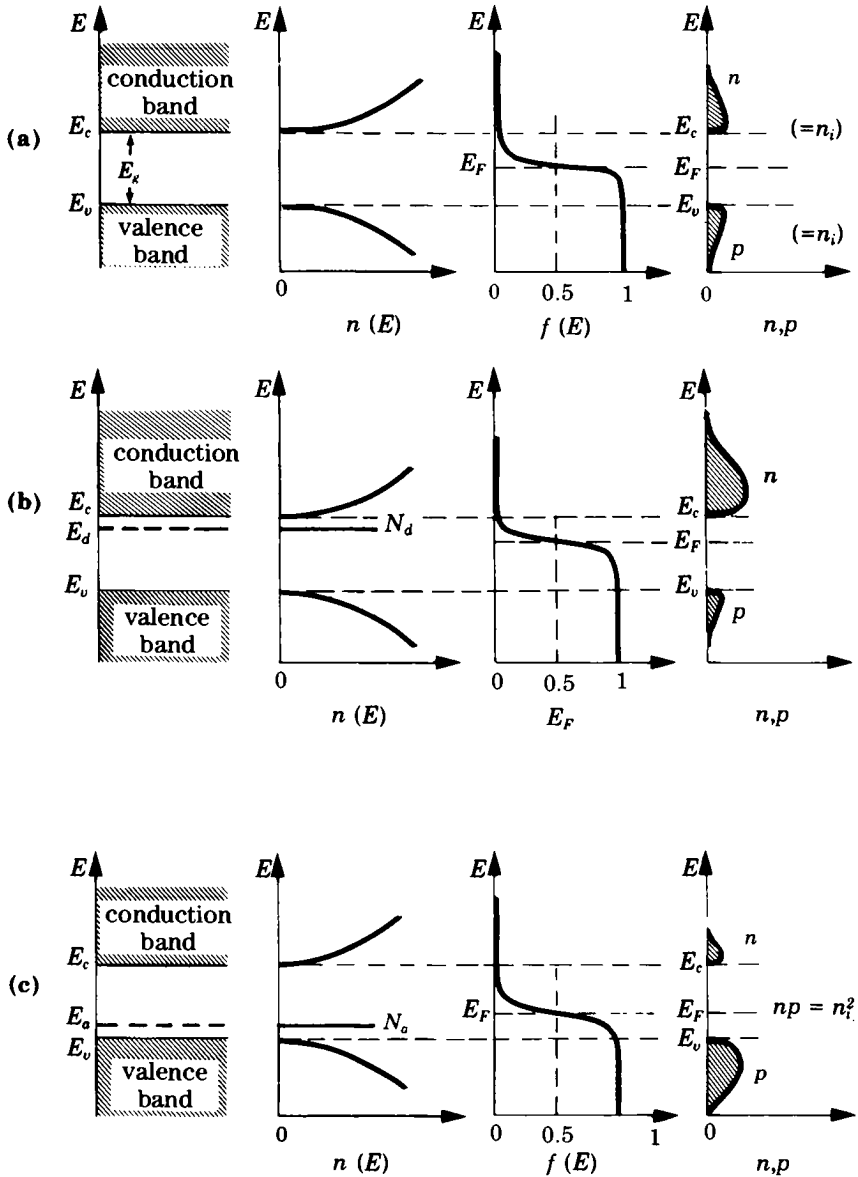 (a)
E
conduction
band
E_c
E_g
E_v
valence
band
E
0
n (E)
E
E_F
0
0.5
1
f (E)
E
n
E_c
(=n_i)
E_F
E_v
(=n_i)
p
0
n,p
(b)
E
conduction
band
E_c
E_d
E_v
valence
band
E
N_d
0
n (E)
E
0
0.5
1
E_F
E
n
E_c
E_F
E_v
p
n,p
(c)
E
conduction
band
E_c
E_a
E_v
valence
band
E
N_a
0
n (E)
E
E_F
0
0.5
1
f (E)
E
n
E_c
E_F
np = n_i^2
E_v
p
0
n,p